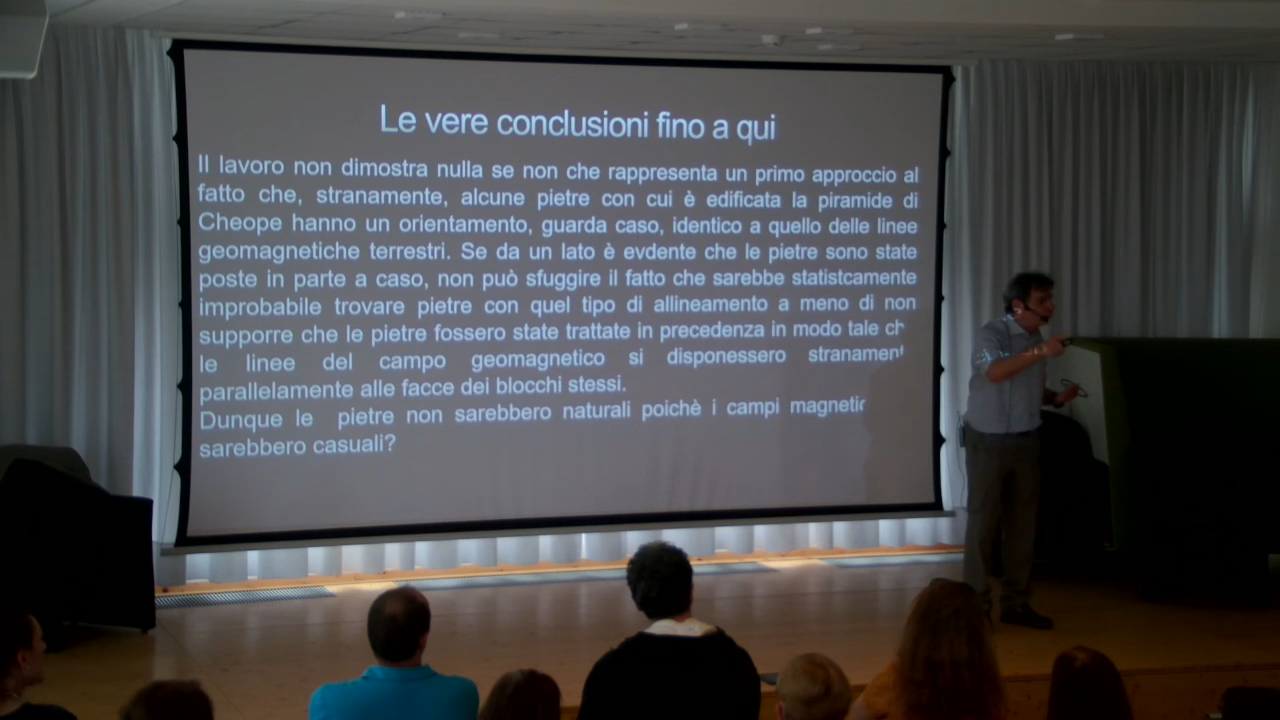 Le vere conclusioni fino a qui
Il lavoro non dimostra nulla se non che rappresenta un primo approccio al
fatto che, stranamente, alcune pietre con cui è edificata la piramide di
Cheope hanno un orientamento, guarda caso, identico a quello delle linee
geomagnetiche terrestri. Se da un lato è evdente che le pietre sono state
poste in parte a caso, non può sfuggire il fatto che sarebbe statistcamente
improbabile trovare pietre con quel tipo di allineamento a meno di non
supporre che le pietre fossero state trattate in precedenza in modo tale ch
le linee del campo geomagnetico si disponessero stranament
parallelamente alle facce dei blocchi stessi.
Dunque le pietre non sarebbero naturali poichè i campi magnetic
sarebbero casuali?